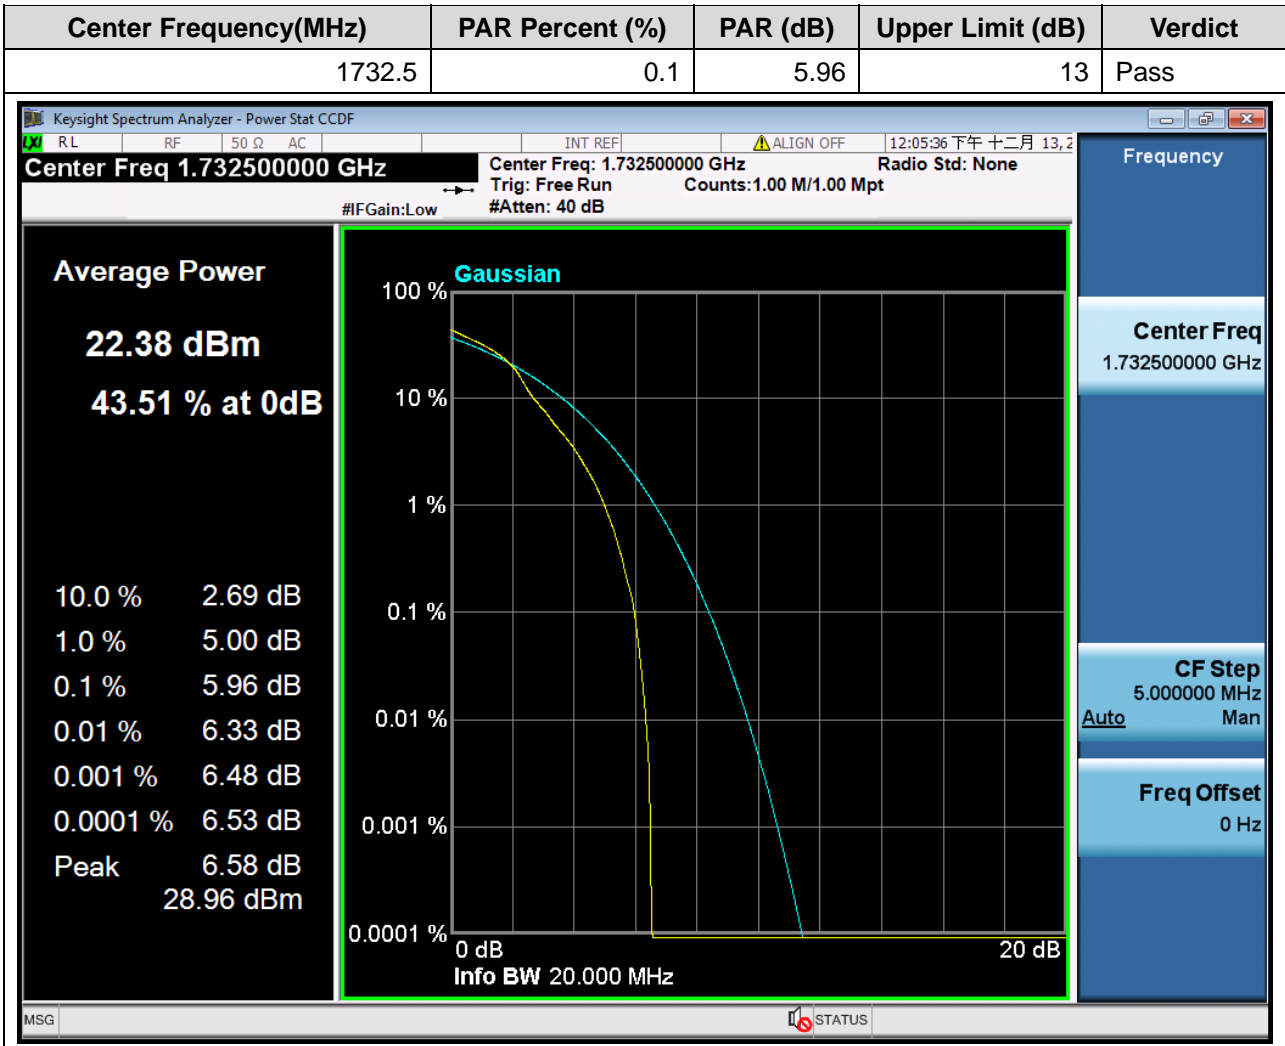 Center Frequency(MHz) PAR Percent (%) PAR (dB) Upper Limit (dB) Verdict
1732.5 0.1 5.96 13 Pass
Keysight Spectrum Analyzer - Power Stat CCDF
LXI RL RF 50 Ω AC INT REF ALIGN OFF 12:05:36 下午 十二月 13, 2
Center Freq 1.732500000 GHz
Center Freq: 1.732500000 GHz Radio Std: None
Trig: Free Run Counts:1.00 M/1.00 Mpt
#IFGain:Low #Atten: 40 dB
Average Power
22.38 dBm
43.51 % at 0dB
10.0 % 2.69 dB
1.0 % 5.00 dB
0.1 % 5.96 dB
0.01 % 6.33 dB
0.001 % 6.48 dB
0.0001 % 6.53 dB
Peak 6.58 dB
28.96 dBm
Gaussian
100 %
10 %
1 %
0.1 %
0.01 %
0.001 %
0.0001 %
0 dB 20 dB
Info BW 20.000 MHz
Frequency
Center Freq
1.732500000 GHz
CF Step
5.000000 MHz
Auto Man
Freq Offset
0 Hz
MSG STATUS